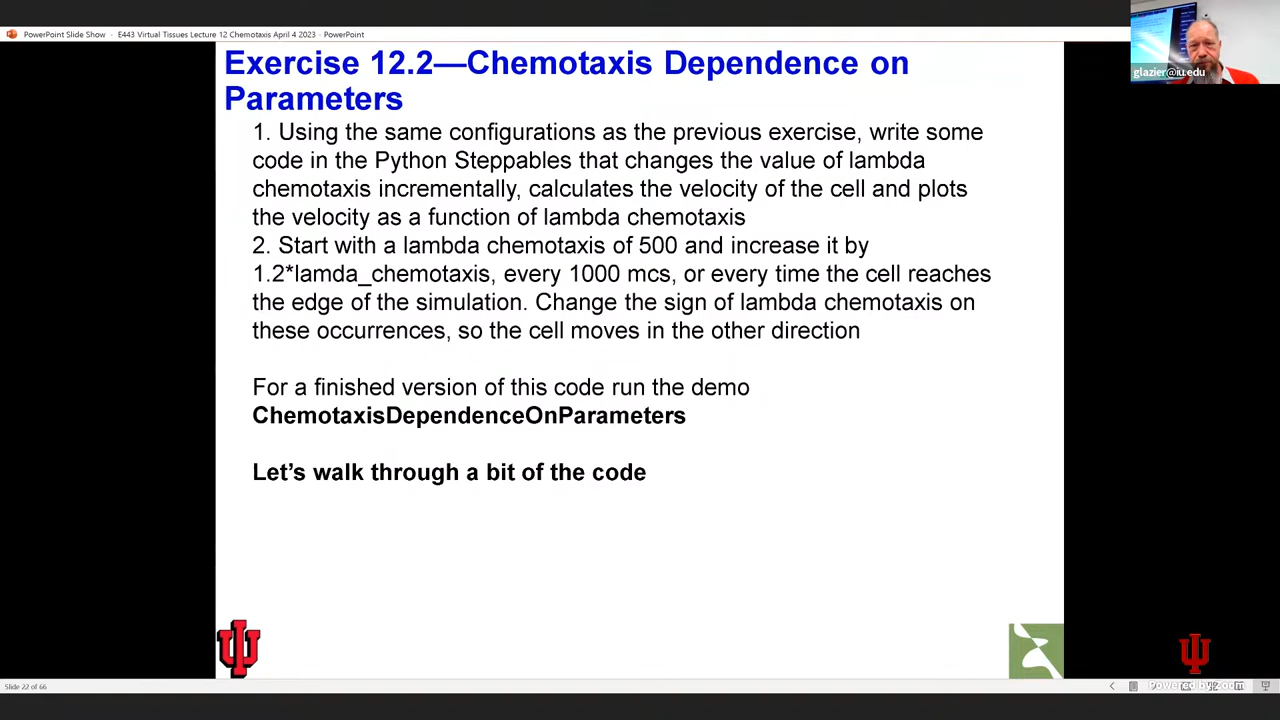 PowerPoint Slide Show - E443 Virtual Tissues Lecture 12 Chemotaxis April 4 2023 - PowerPoint
glazier@iu.edu
Exercise 12.2—Chemotaxis Dependence on
Parameters
1. Using the same configurations as the previous exercise, write some
code in the Python Steppables that changes the value of lambda
chemotaxis incrementally, calculates the velocity of the cell and plots
the velocity as a function of lambda chemotaxis
2. Start with a lambda chemotaxis of 500 and increase it by
1.2*lamda_chemotaxis, every 1000 mcs, or every time the cell reaches
the edge of the simulation. Change the sign of lambda chemotaxis on
these occurrences, so the cell moves in the other direction
For a finished version of this code run the demo
ChemotaxisDependenceOnParameters
Let's walk through a bit of the code
Slide 22 of 66
Powered by Zoom